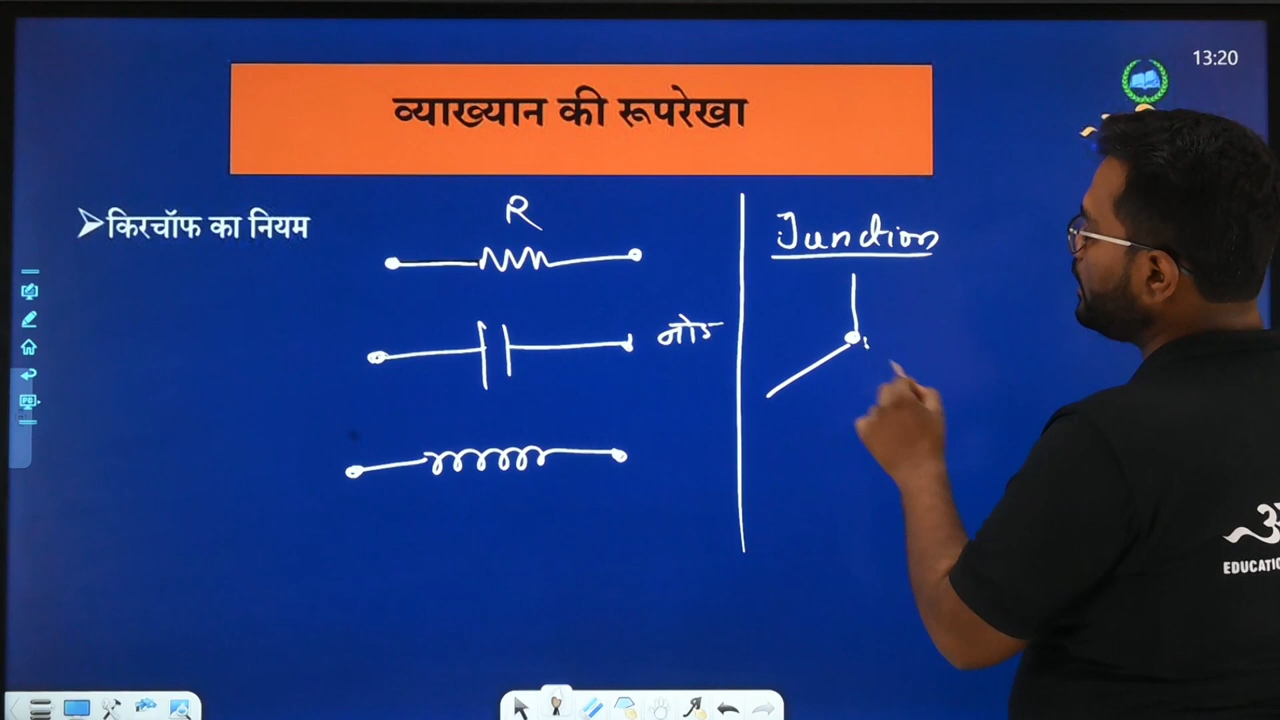 13:20
व्याख्यान की रूपरेखा
➢किरचॉफ का नियम
R
नोड
Junction
EDUCATIO